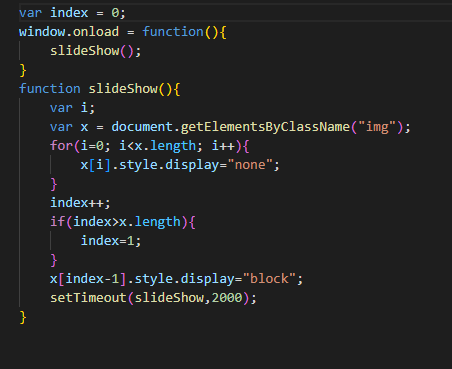 var index = 0;
window.onload = function(){
    slideShow();
}
function slideShow(){
    var i;
    var x = document.getElementsByClassName("img");
    for(i=0; i<x.length; i++){
        x[i].style.display="none";
    }
    index++;
    if(index>x.length){
        index=1;
    }
    x[index-1].style.display="block";
    setTimeout(slideShow,2000);
}